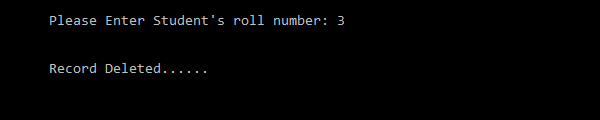 Please Enter Student's roll number: 3
Record Deleted......